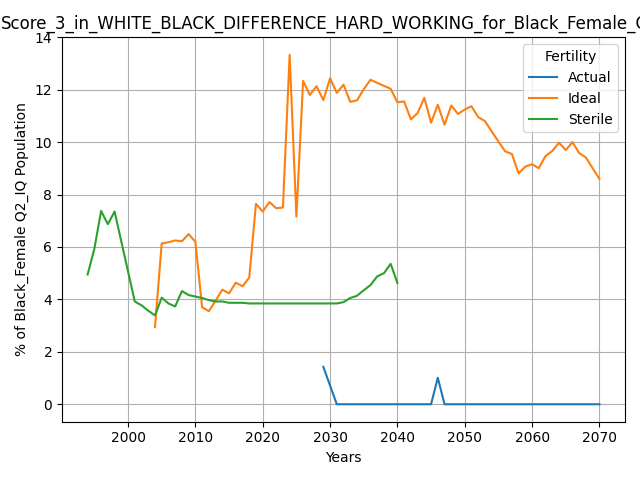 Score_3_in_WHITE_BLACK_DIFFERENCE_HARD_WORKING_for_Black_Female_
14
12
10
8
6
4
2
0
% of Black_Female Q2_IQ Population
Fertility
Actual
Ideal
Sterile
2000 2010 2020 2030 2040 2050 2060 2070
Years